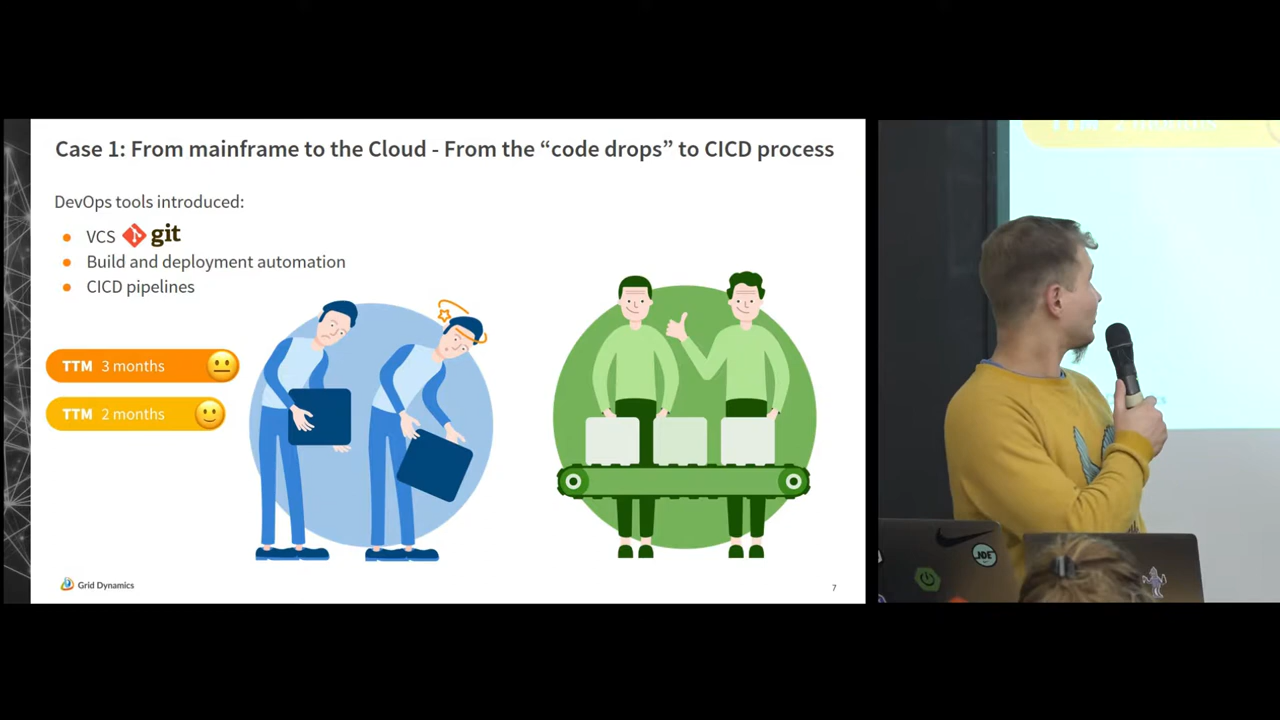 Case 1: From mainframe to the Cloud - From the “code drops” to CICD process
DevOps tools introduced:
VCS git
Build and deployment automation
CICD pipelines
TTM 3 months
TTM 2 months
Grid Dynamics
7
JDE